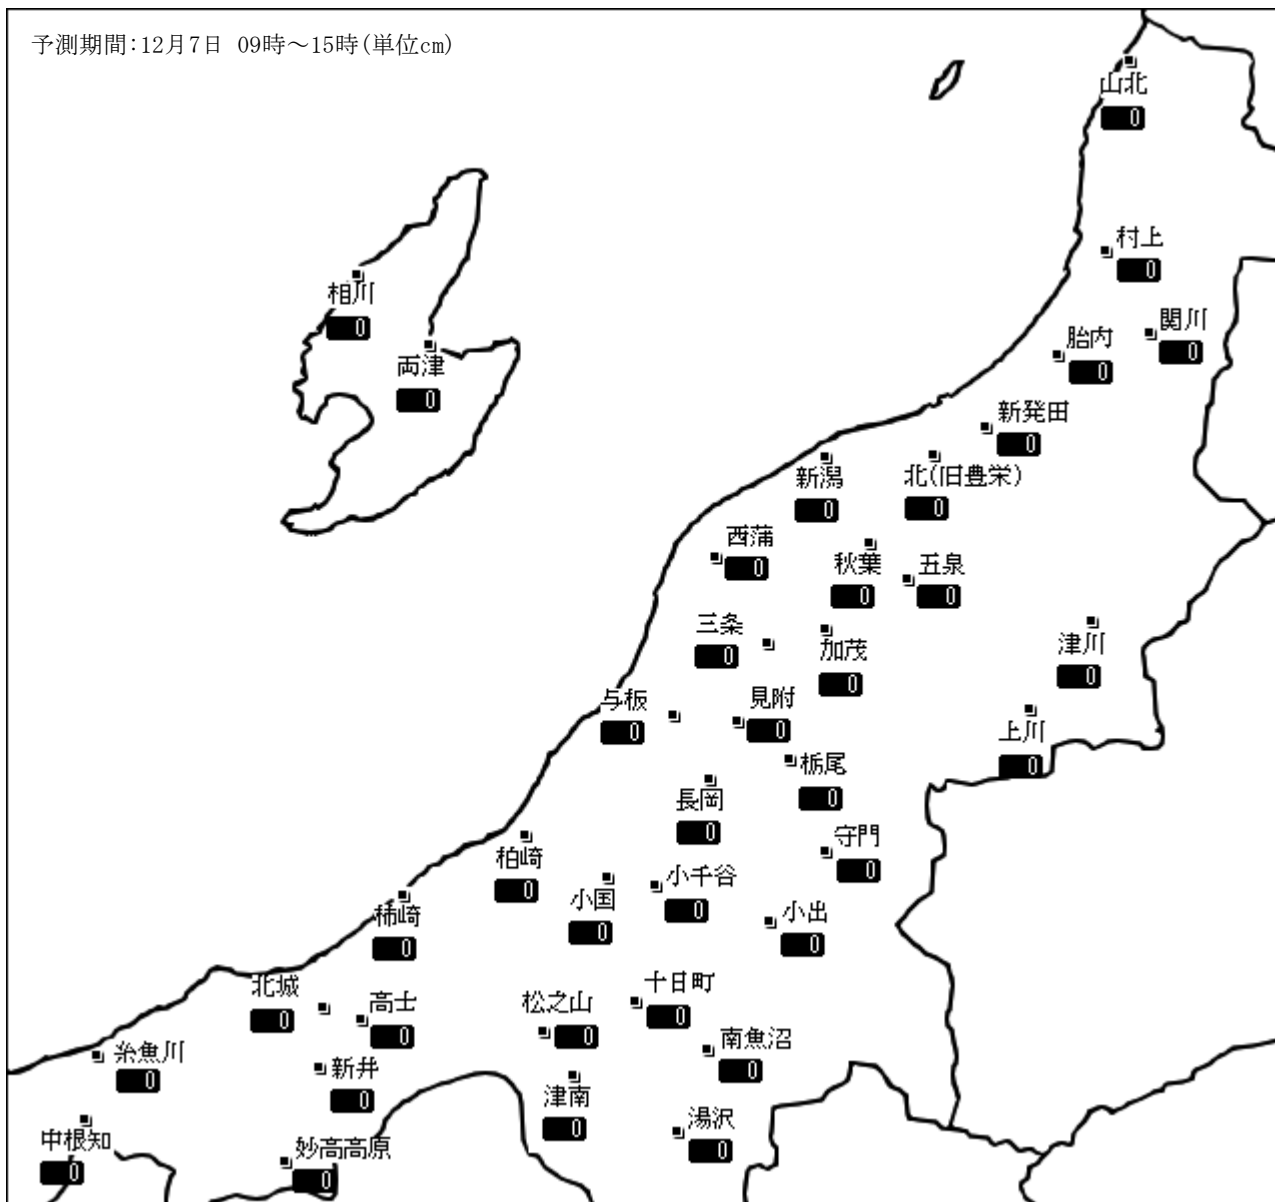 予測期間:12月7日 09時～15時(単位cm)
山北
0
村上
0
相川
0
関川
0
胎内
0
両津
0
新発田
0
新潟
0
北(旧豊栄)
0
西蒲
0
秋葉
0
五泉
0
三条
0
加茂
0
津川
0
与板
0
見附
0
上川
0
栃尾
0
長岡
0
守門
0
柏崎
0
小千谷
0
小国
0
小出
0
柿崎
0
北城
0
高士
0
松之山
0
十日町
0
南魚沼
0
糸魚川
0
新井
0
津南
0
湯沢
0
中根知
0
妙高高原
0